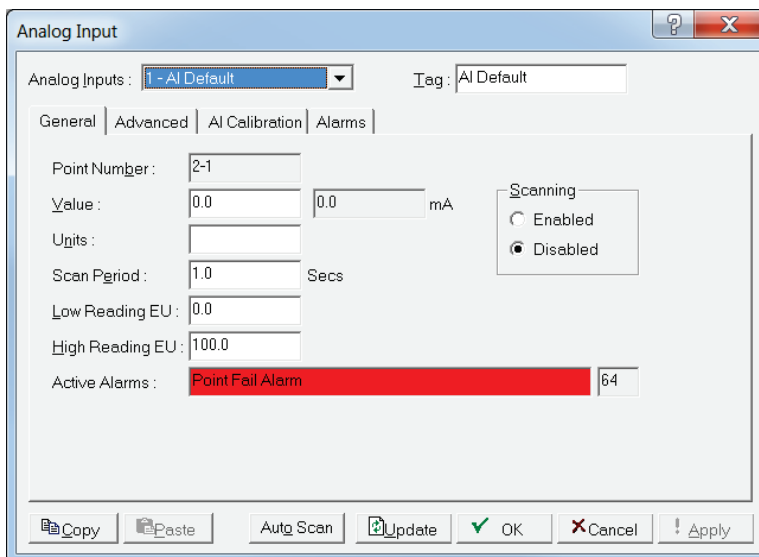 Analog Input
Analog Inputs : 1 - AI Default Tag : AI Default
General Advanced AI Calibration Alarms
Point Number : 2-1
Value : 0.0 0.0 mA
Scanning
Enabled
Disabled
Units :
Scan Period : 1.0 Secs
Low Reading EU : 0.0
High Reading EU : 100.0
Active Alarms : Point Fail Alarm 64
Copy Paste Auto Scan Update OK Cancel ! Apply